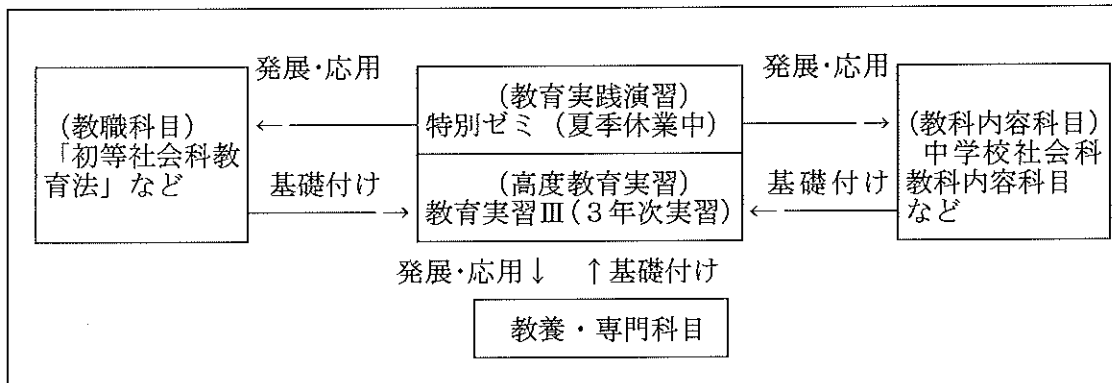 発展・応用
(教育実践演習)
特別ゼミ(夏季休業中)
発展・応用
(教職科目)
「初等社会科教
育法」など
←
→
(教科内容科目)
中学校社会科
教科内容科目
など
基礎付け
→
(高度教育実習)
教育実習Ⅲ(3年次実習)
基礎付け
←
発展・応用↓ ↑基礎付け
教養・専門科目